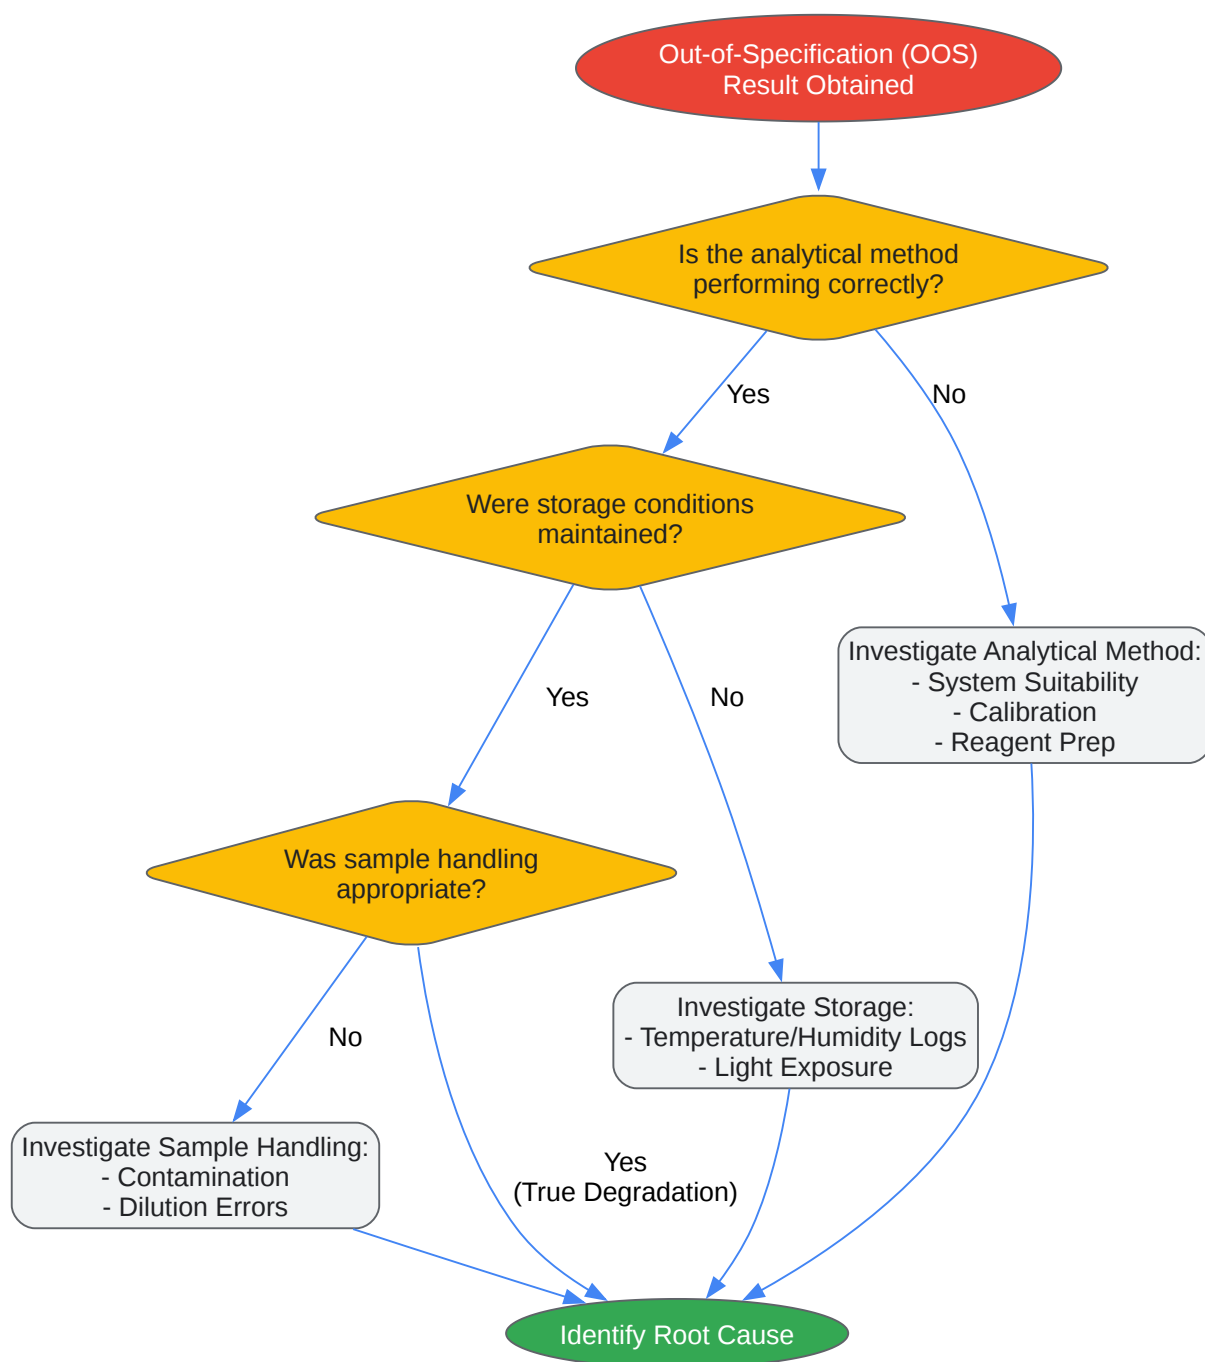 Out-of-Specification (OOS)
Result Obtained
Is the analytical method
performing correctly?
Yes
No
Were storage conditions
maintained?
Investigate Analytical Method:
- System Suitability
- Calibration
- Reagent Prep
Yes
No
Was sample handling
appropriate?
Investigate Storage:
- Temperature/Humidity Logs
- Light Exposure
No
Investigate Sample Handling:
- Contamination
- Dilution Errors
Yes
(True Degradation)
Identify Root Cause